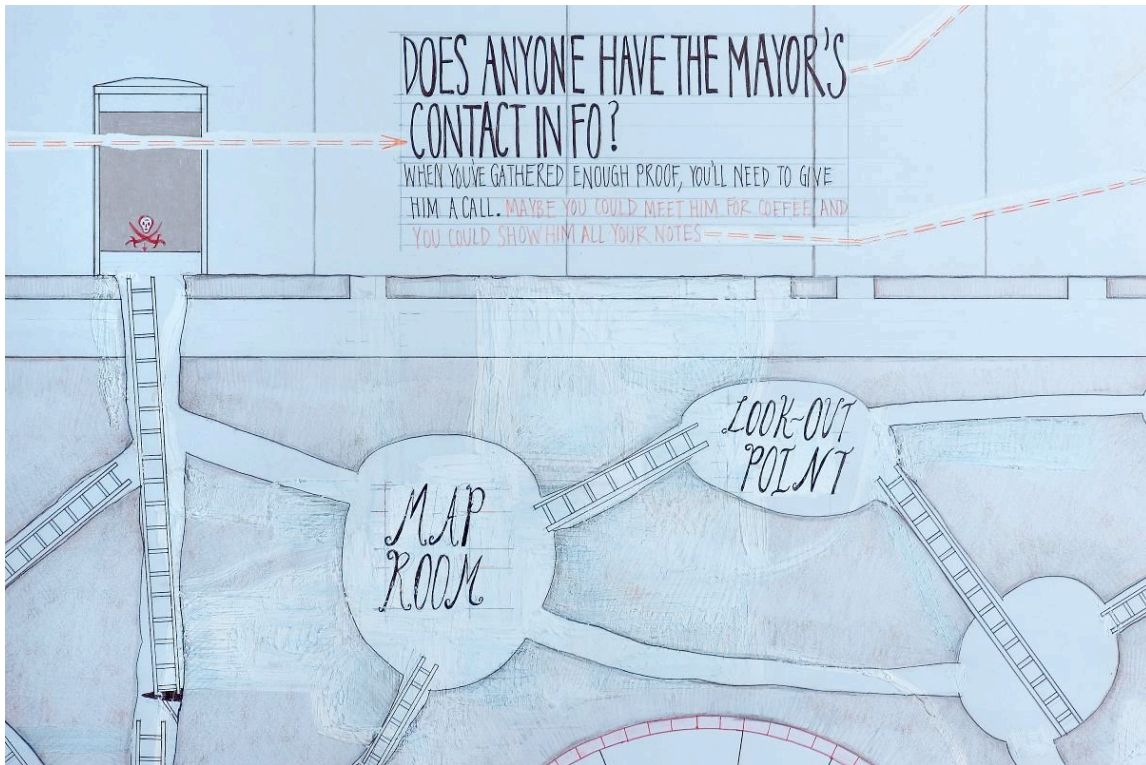 DOES ANYONE HAVE THE MAYOR'S
CONTACT INFO?
WHEN YOU'VE GATHERED ENOUGH PROOF, YOU'LL NEED TO GIVE
HIM A CALL. MAYBE YOU COULD MEET HIM FOR COFFEE AND
YOU COULD SHOW HIM ALL YOUR NOTES
LOOK-OUT
POINT
MAP
ROOM